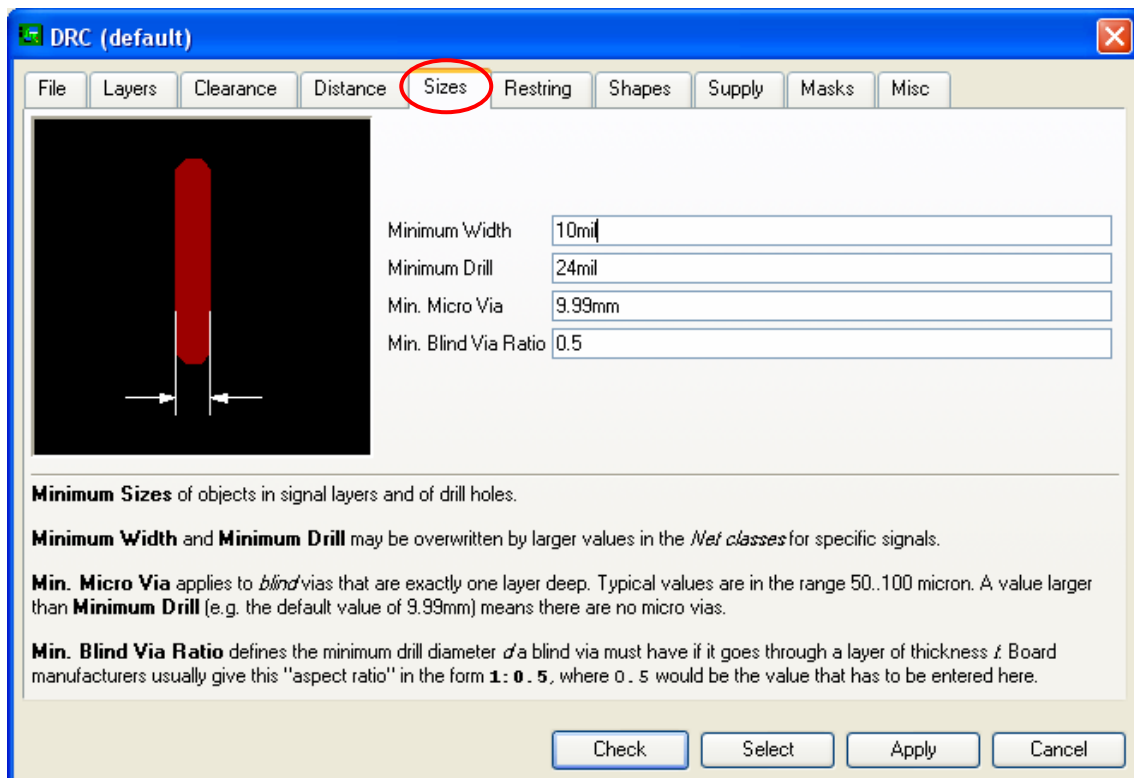 DRC (default)
File Layers Clearance Distance Sizes Restring Shapes Supply Masks Misc
Minimum Width 10mil
Minimum Drill 24mil
Min. Micro Via 9.99mm
Min. Blind Via Ratio 0.5
Minimum Sizes of objects in signal layers and of drill holes.
Minimum Width and Minimum Drill may be overwritten by larger values in the Net classes for specific signals.
Min. Micro Via applies to blind vias that are exactly one layer deep. Typical values are in the range 50..100 micron. A value larger
than Minimum Drill (e.g. the default value of 9.99mm) means there are no micro vias.
Min. Blind Via Ratio defines the minimum drill diameter d a blind via must have if it goes through a layer of thickness t. Board
manufacturers usually give this "aspect ratio" in the form 1:0.5, where 0.5 would be the value that has to be entered here.
Check Select Apply Cancel